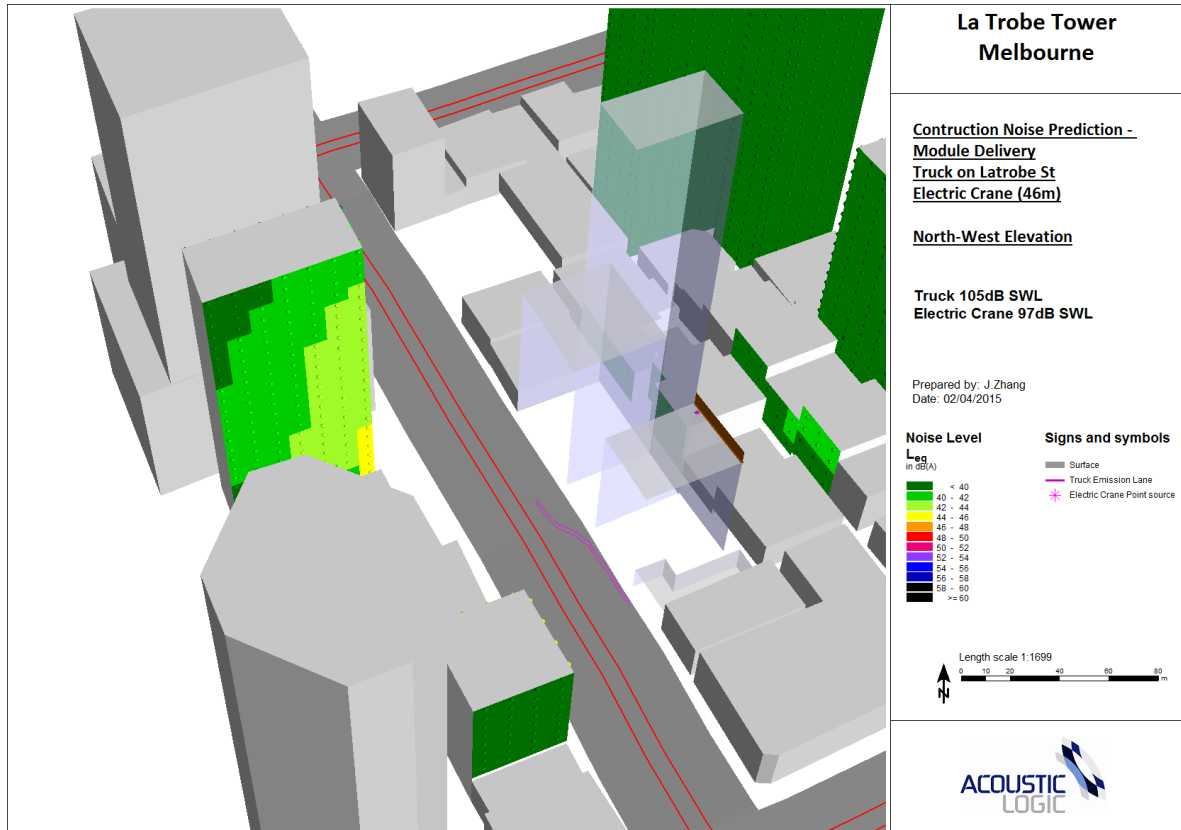 La Trobe Tower
Melbourne
Contruction Noise Prediction -
Module Delivery
Truck on Latrobe St
Electric Crane (46m)
North-West Elevation
Truck 105dB SWL
Electric Crane 97dB SWL
Prepared by: J.Zhang
Date: 02/04/2015
Noise Level
Leq
in dB(A)
< 40
40 - 42
42 - 44
44 - 46
46 - 48
48 - 50
50 - 52
52 - 54
54 - 56
56 - 58
58 - 60
>= 60
Signs and symbols
Surface
Truck Emission Lane
Electric Crane Point source
Length scale 1:1699
0 10 20 40 60 80
m
N
ACOUSTIC
LOGIC